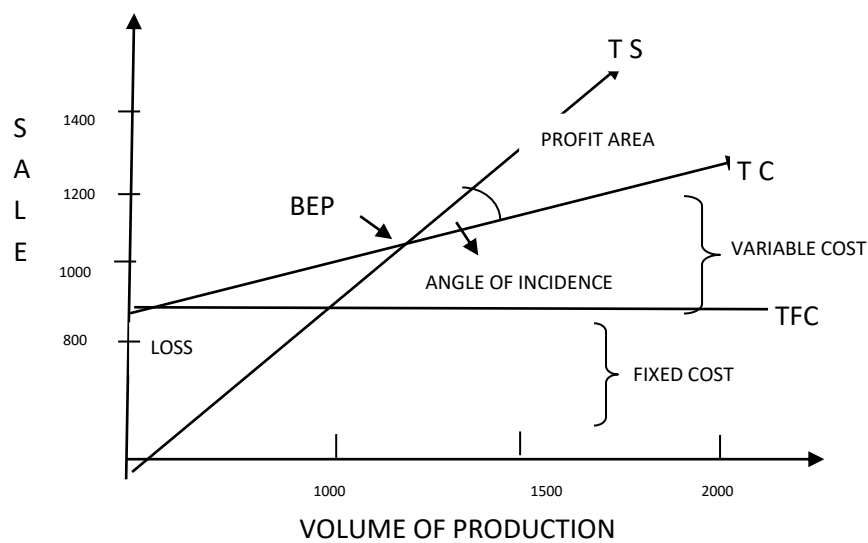 T S
1400
S
A
L
E
PROFIT AREA
T C
1200
BEP
VARIABLE COST
1000
ANGLE OF INCIDENCE
TFC
800
LOSS
FIXED COST
1000
1500
2000
VOLUME OF PRODUCTION